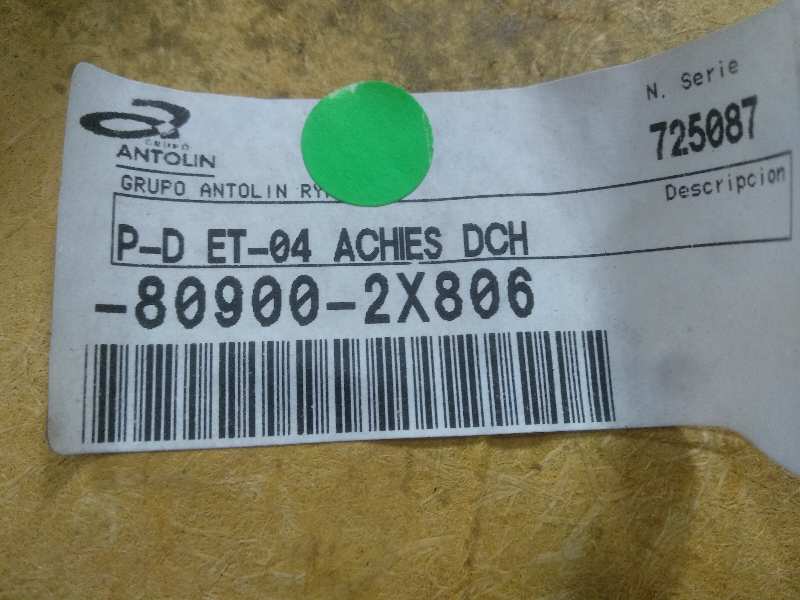 N. Serie
725087
GRUPO
ANTOLIN
GRUPO ANTOLIN
Descripcion
P-D ET-04 ACHIES DCH
-80900-2X806